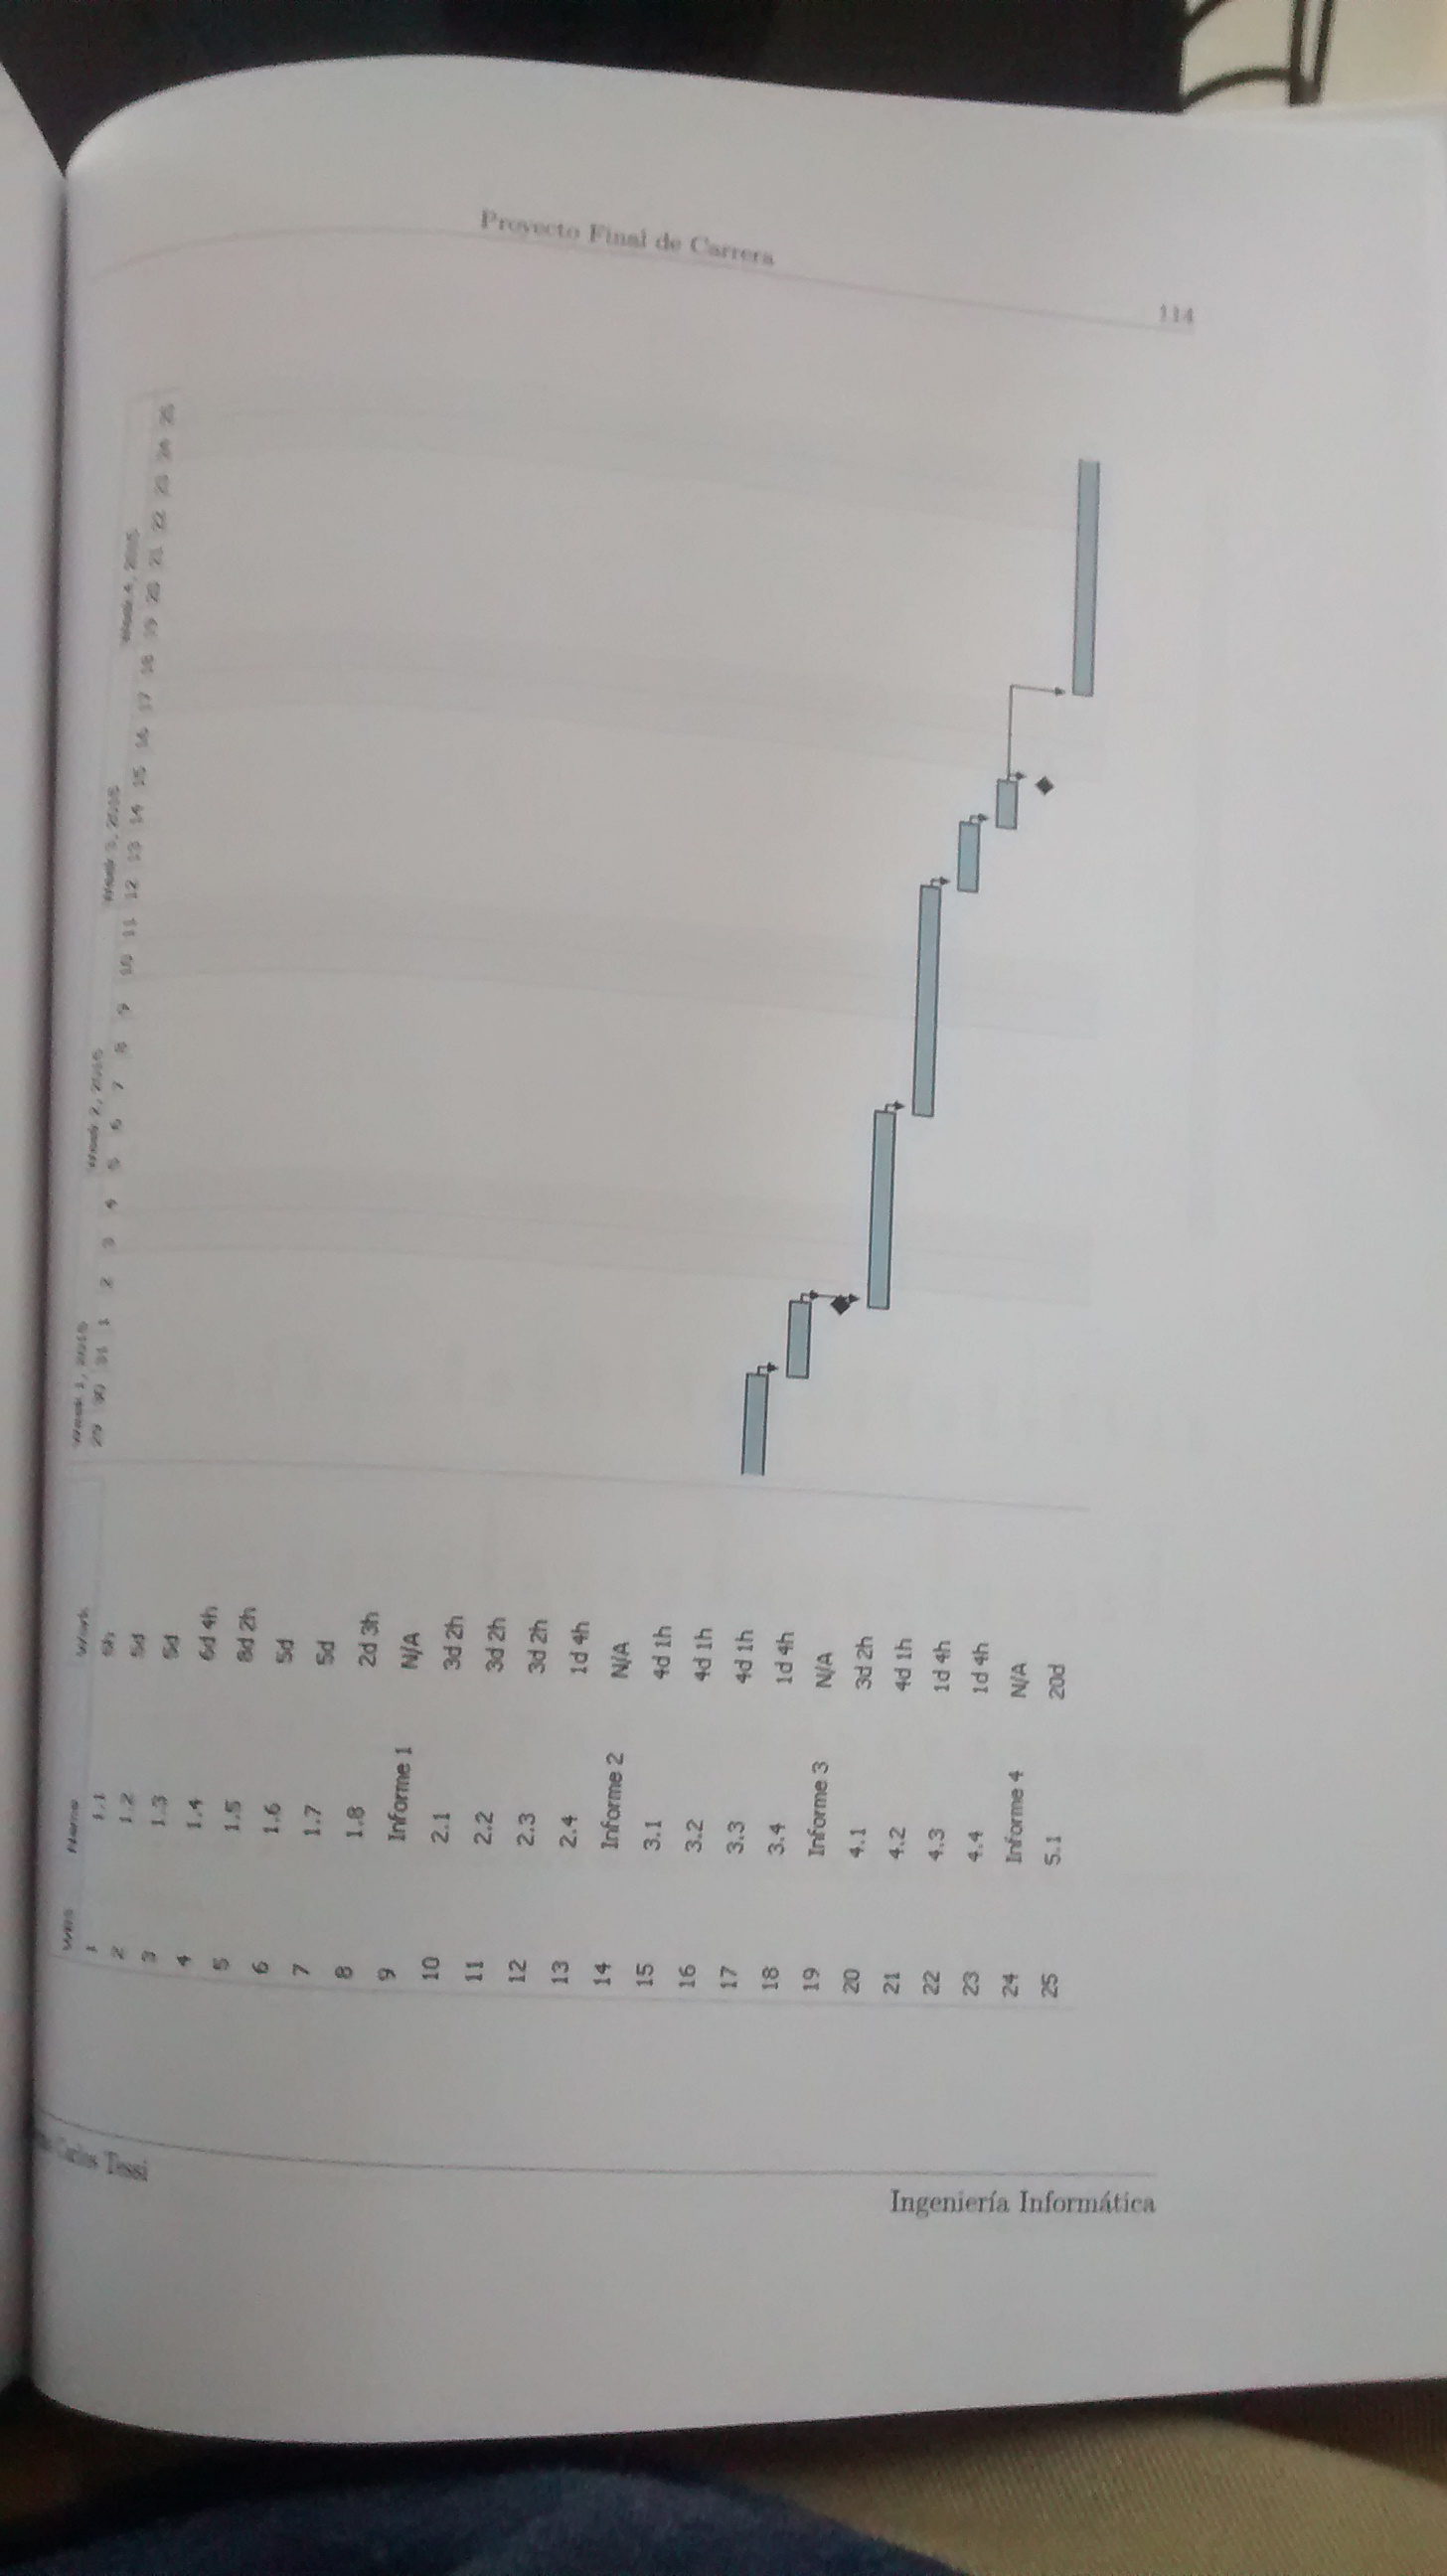 Proyecto Final de Carrera
114
Week 1, 2015 Week 2, 2015 Week 3, 2015 Week 4, 2015
WBS Name Work 29 30 31 1 2 3 4 5 6 7 8 9 10 11 12 13 14 15 16 17 18 19 20 21 22 23 24 25
1 1.1 5h
2 1.2 5d
3 1.3 5d
4 1.4 6d 4h
5 1.5 8d 2h
6 1.6 5d
7 1.7 5d
8 1.8 2d 3h
9 Informe 1 N/A
10 2.1 3d 2h
11 2.2 3d 2h
12 2.3 3d 2h
13 2.4 1d 4h
14 Informe 2 N/A
15 3.1 4d 1h
16 3.2 4d 1h
17 3.3 4d 1h
18 3.4 1d 4h
19 Informe 3 N/A
20 4.1 3d 2h
21 4.2 4d 1h
22 4.3 1d 4h
23 4.4 1d 4h
24 Informe 4 N/A
25 5.1 20d
Carlos
Ingeniería Informática